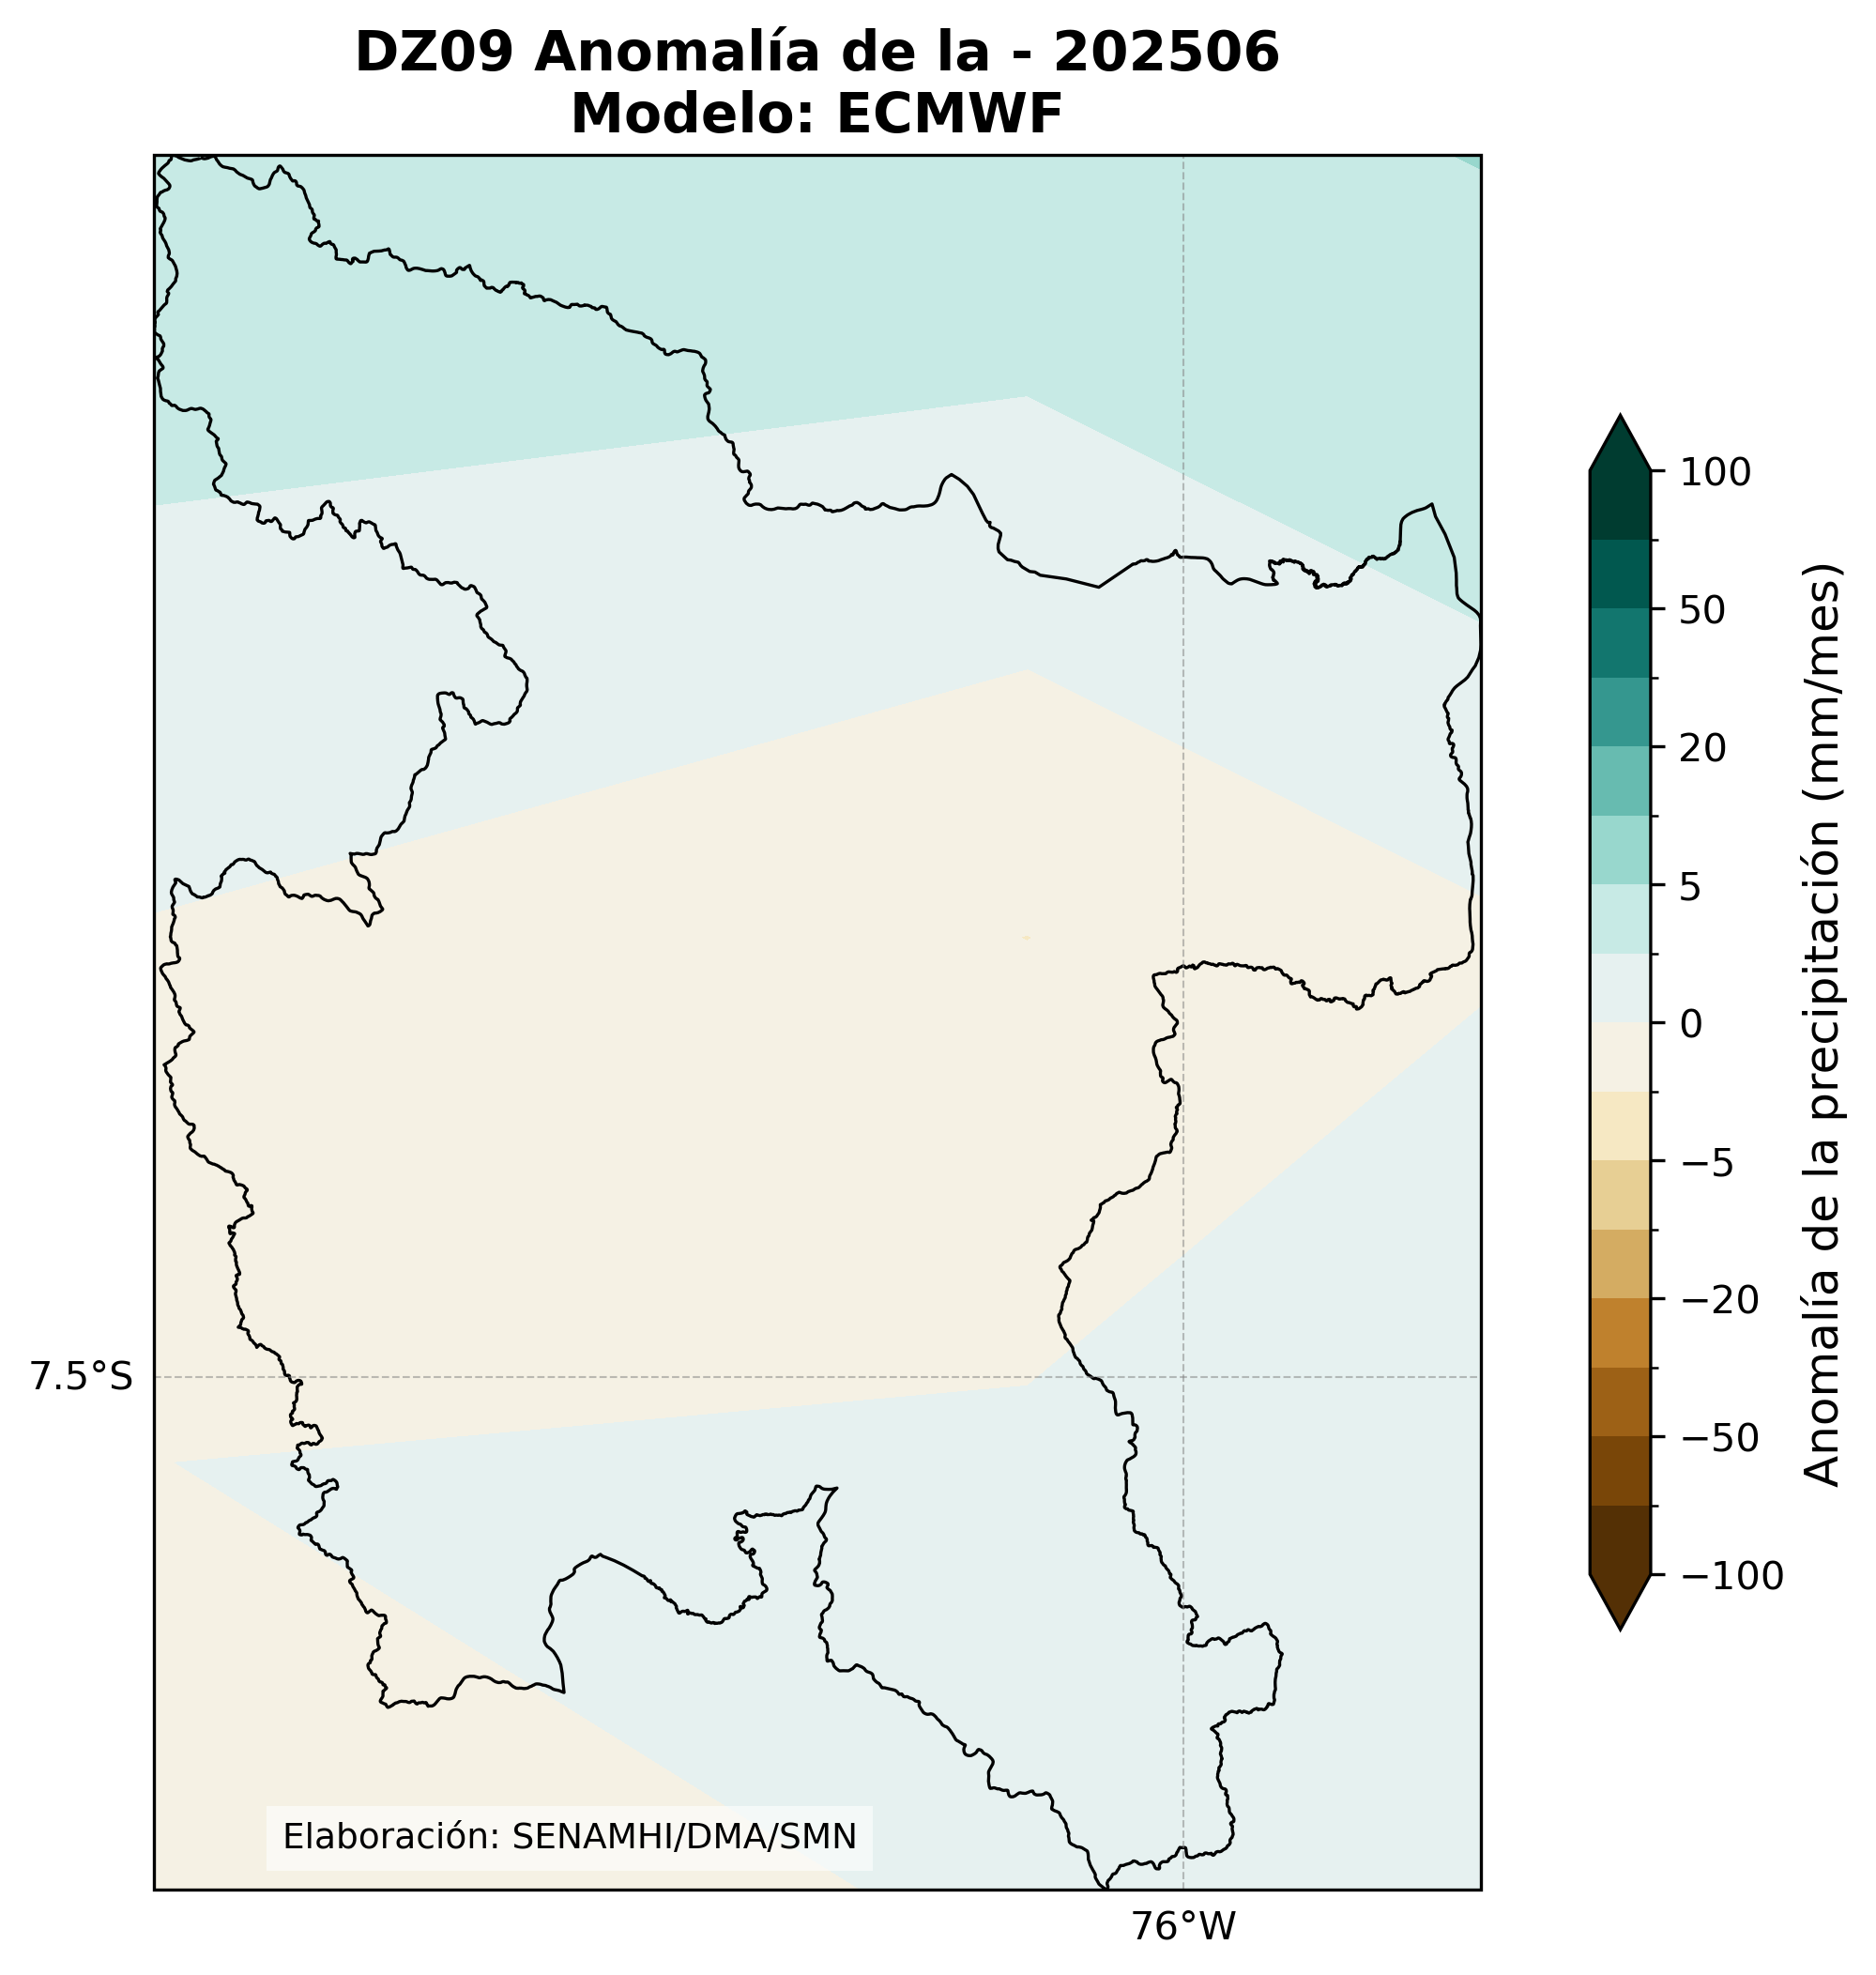 DZ09 Anomalía de la - 202506
Modelo: ECMWF
100
50
20
5
0
−5
−20
−50
−100
Anomalía de la precipitación (mm/mes)
7.5°S
Elaboración: SENAMHI/DMA/SMN
76°W